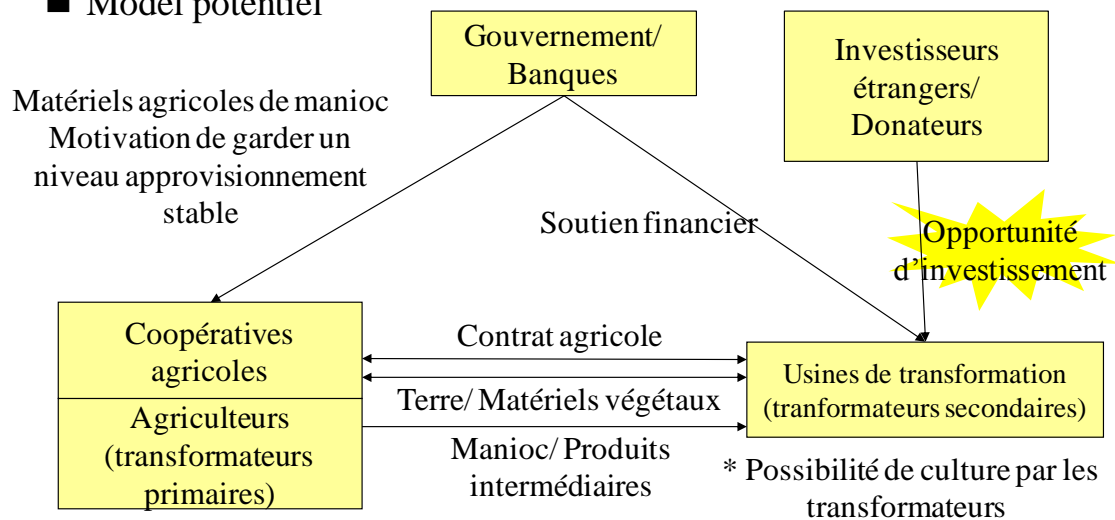 ■ Model potentiel
Gouvernement/
Banques
Investisseurs
étrangers/
Donateurs
Matériels agricoles de manioc
Motivation de garder un
niveau approvisionnement
stable
Soutien financier
Opportunité
d’investissement
Coopératives
agricoles
Agriculteurs
(transformateurs
primaires)
Contrat agricole
Terre/ Matériels végétaux
Manioc/ Produits
intermédiaires
Usines de transformation
(tranformateurs secondaires)
* Possibilité de culture par les
transformateurs